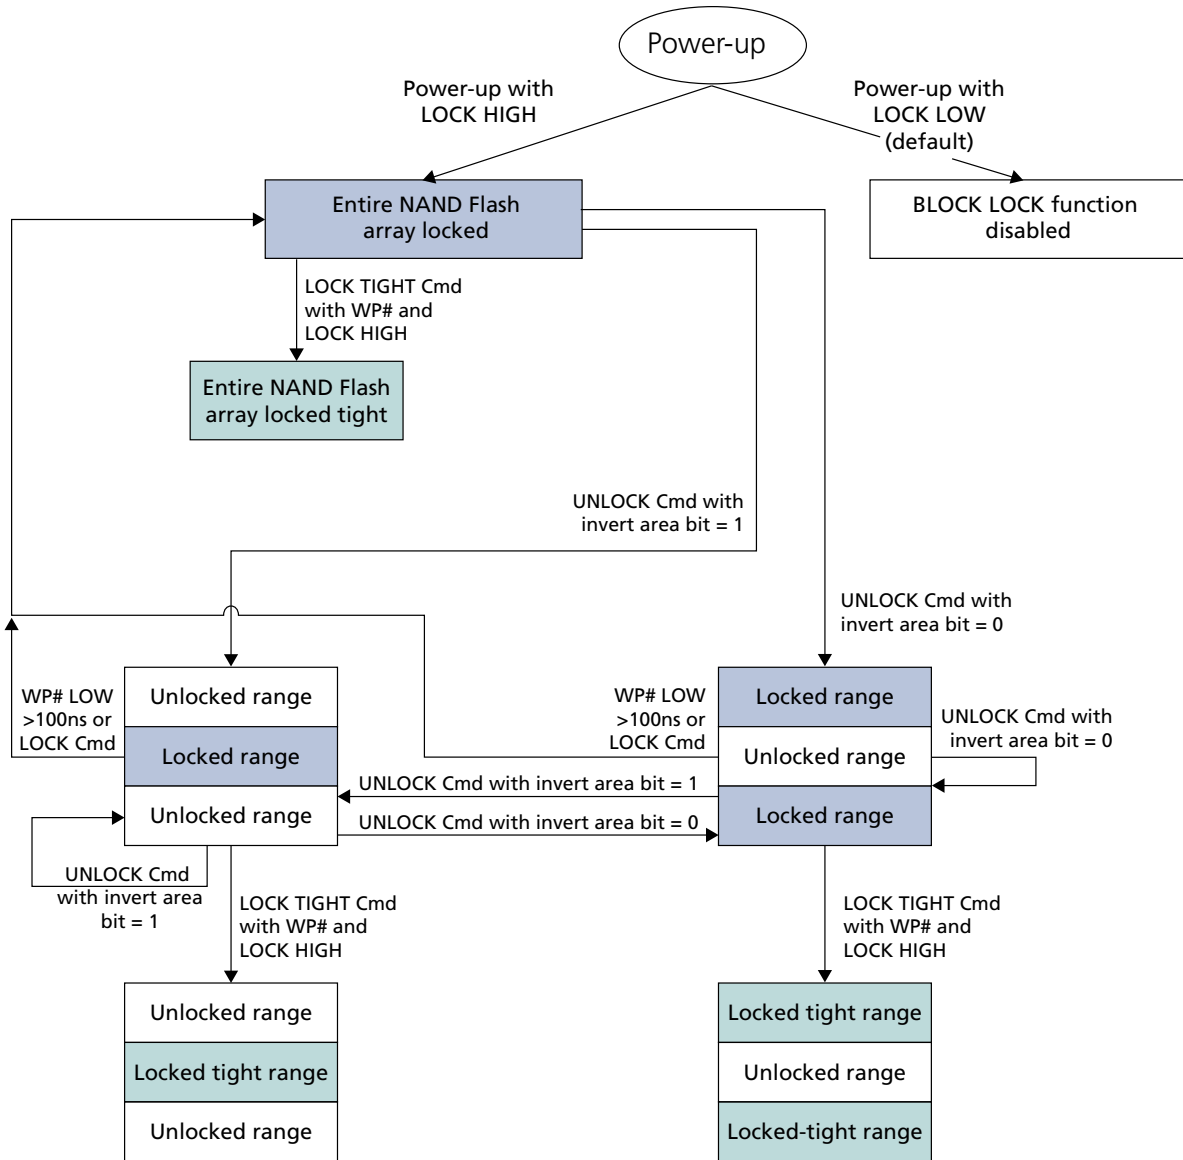 Power-up
Power-up with
LOCK HIGH
Power-up with
LOCK LOW
(default)
Entire NAND Flash
array locked
BLOCK LOCK function
disabled
LOCK TIGHT Cmd
with WP# and
LOCK HIGH
Entire NAND Flash
array locked tight
UNLOCK Cmd with
invert area bit = 1
UNLOCK Cmd with
invert area bit = 0
WP# LOW
>100ns or
LOCK Cmd
Unlocked range
Locked range
Unlocked range
WP# LOW
>100ns or
LOCK Cmd
Locked range
Unlocked range
Locked range
UNLOCK Cmd with
invert area bit = 0
UNLOCK Cmd with invert area bit = 1
UNLOCK Cmd with invert area bit = 0
UNLOCK Cmd
with invert area
bit = 1
LOCK TIGHT Cmd
with WP# and
LOCK HIGH
LOCK TIGHT Cmd
with WP# and
LOCK HIGH
Unlocked range
Locked tight range
Unlocked range
Locked tight range
Unlocked range
Locked-tight range